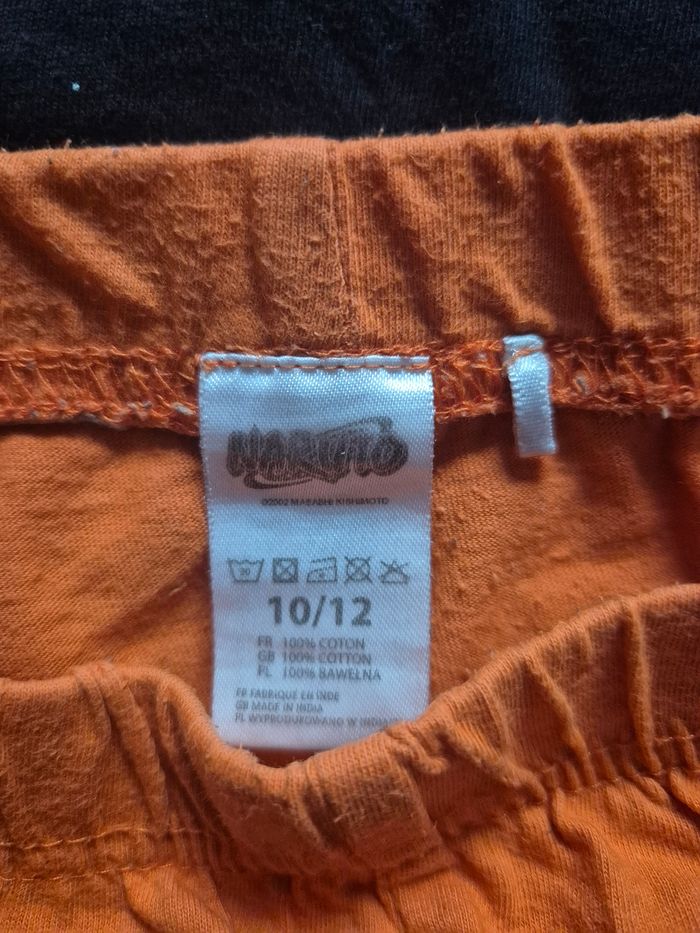 NARUTO
©2002 MASASHI KISHIMOTO
30
10/12
FR 100% COTON
GB 100% COTTON
PL 100% BAWEŁNA
FR FABRIQUE EN INDE
GB MADE IN INDIA
PL WYPRODUKOWANO W INDIACH